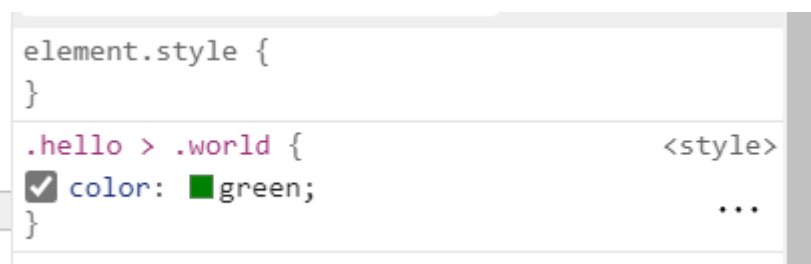 element.style {
}
.hello > .world { <style>
color: green;
...
}